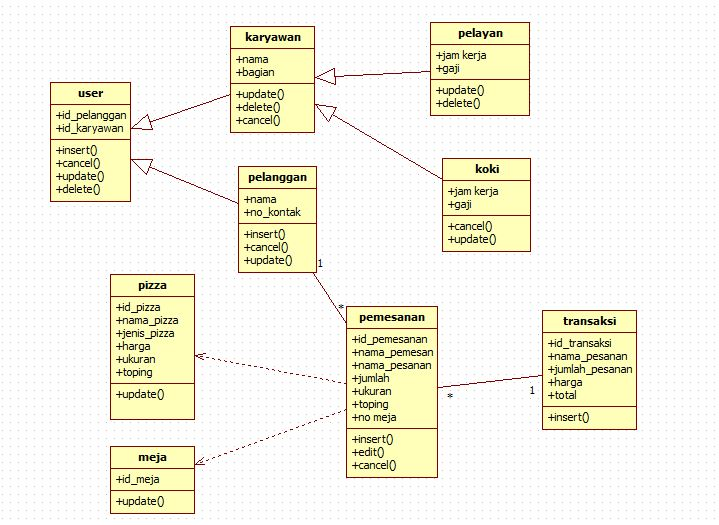 karyawan
+nama
+bagian
+update()
+delete()
+cancel()
pelayan
+jam kerja
+gaji
+update()
+delete()
user
+id_pelanggan
+id_karyawan
+insert()
+cancel()
+update()
+delete()
pelanggan
+nama
+no_kontak
+insert()
+cancel()
+update()
koki
+jam kerja
+gaji
+cancel()
+update()
1
*
pizza
+id_pizza
+nama_pizza
+jenis_pizza
+harga
+ukuran
+toping
+update()
pemesanan
+id_pemesanan
+nama_pemesan
+nama_pesanan
+jumlah
+ukuran
+toping
+no meja
+insert()
+edit()
+cancel()
*
1
transaksi
+id_transaksi
+nama_pesanan
+jumlah_pesanan
+harga
+total
+insert()
meja
+id_meja
+update()